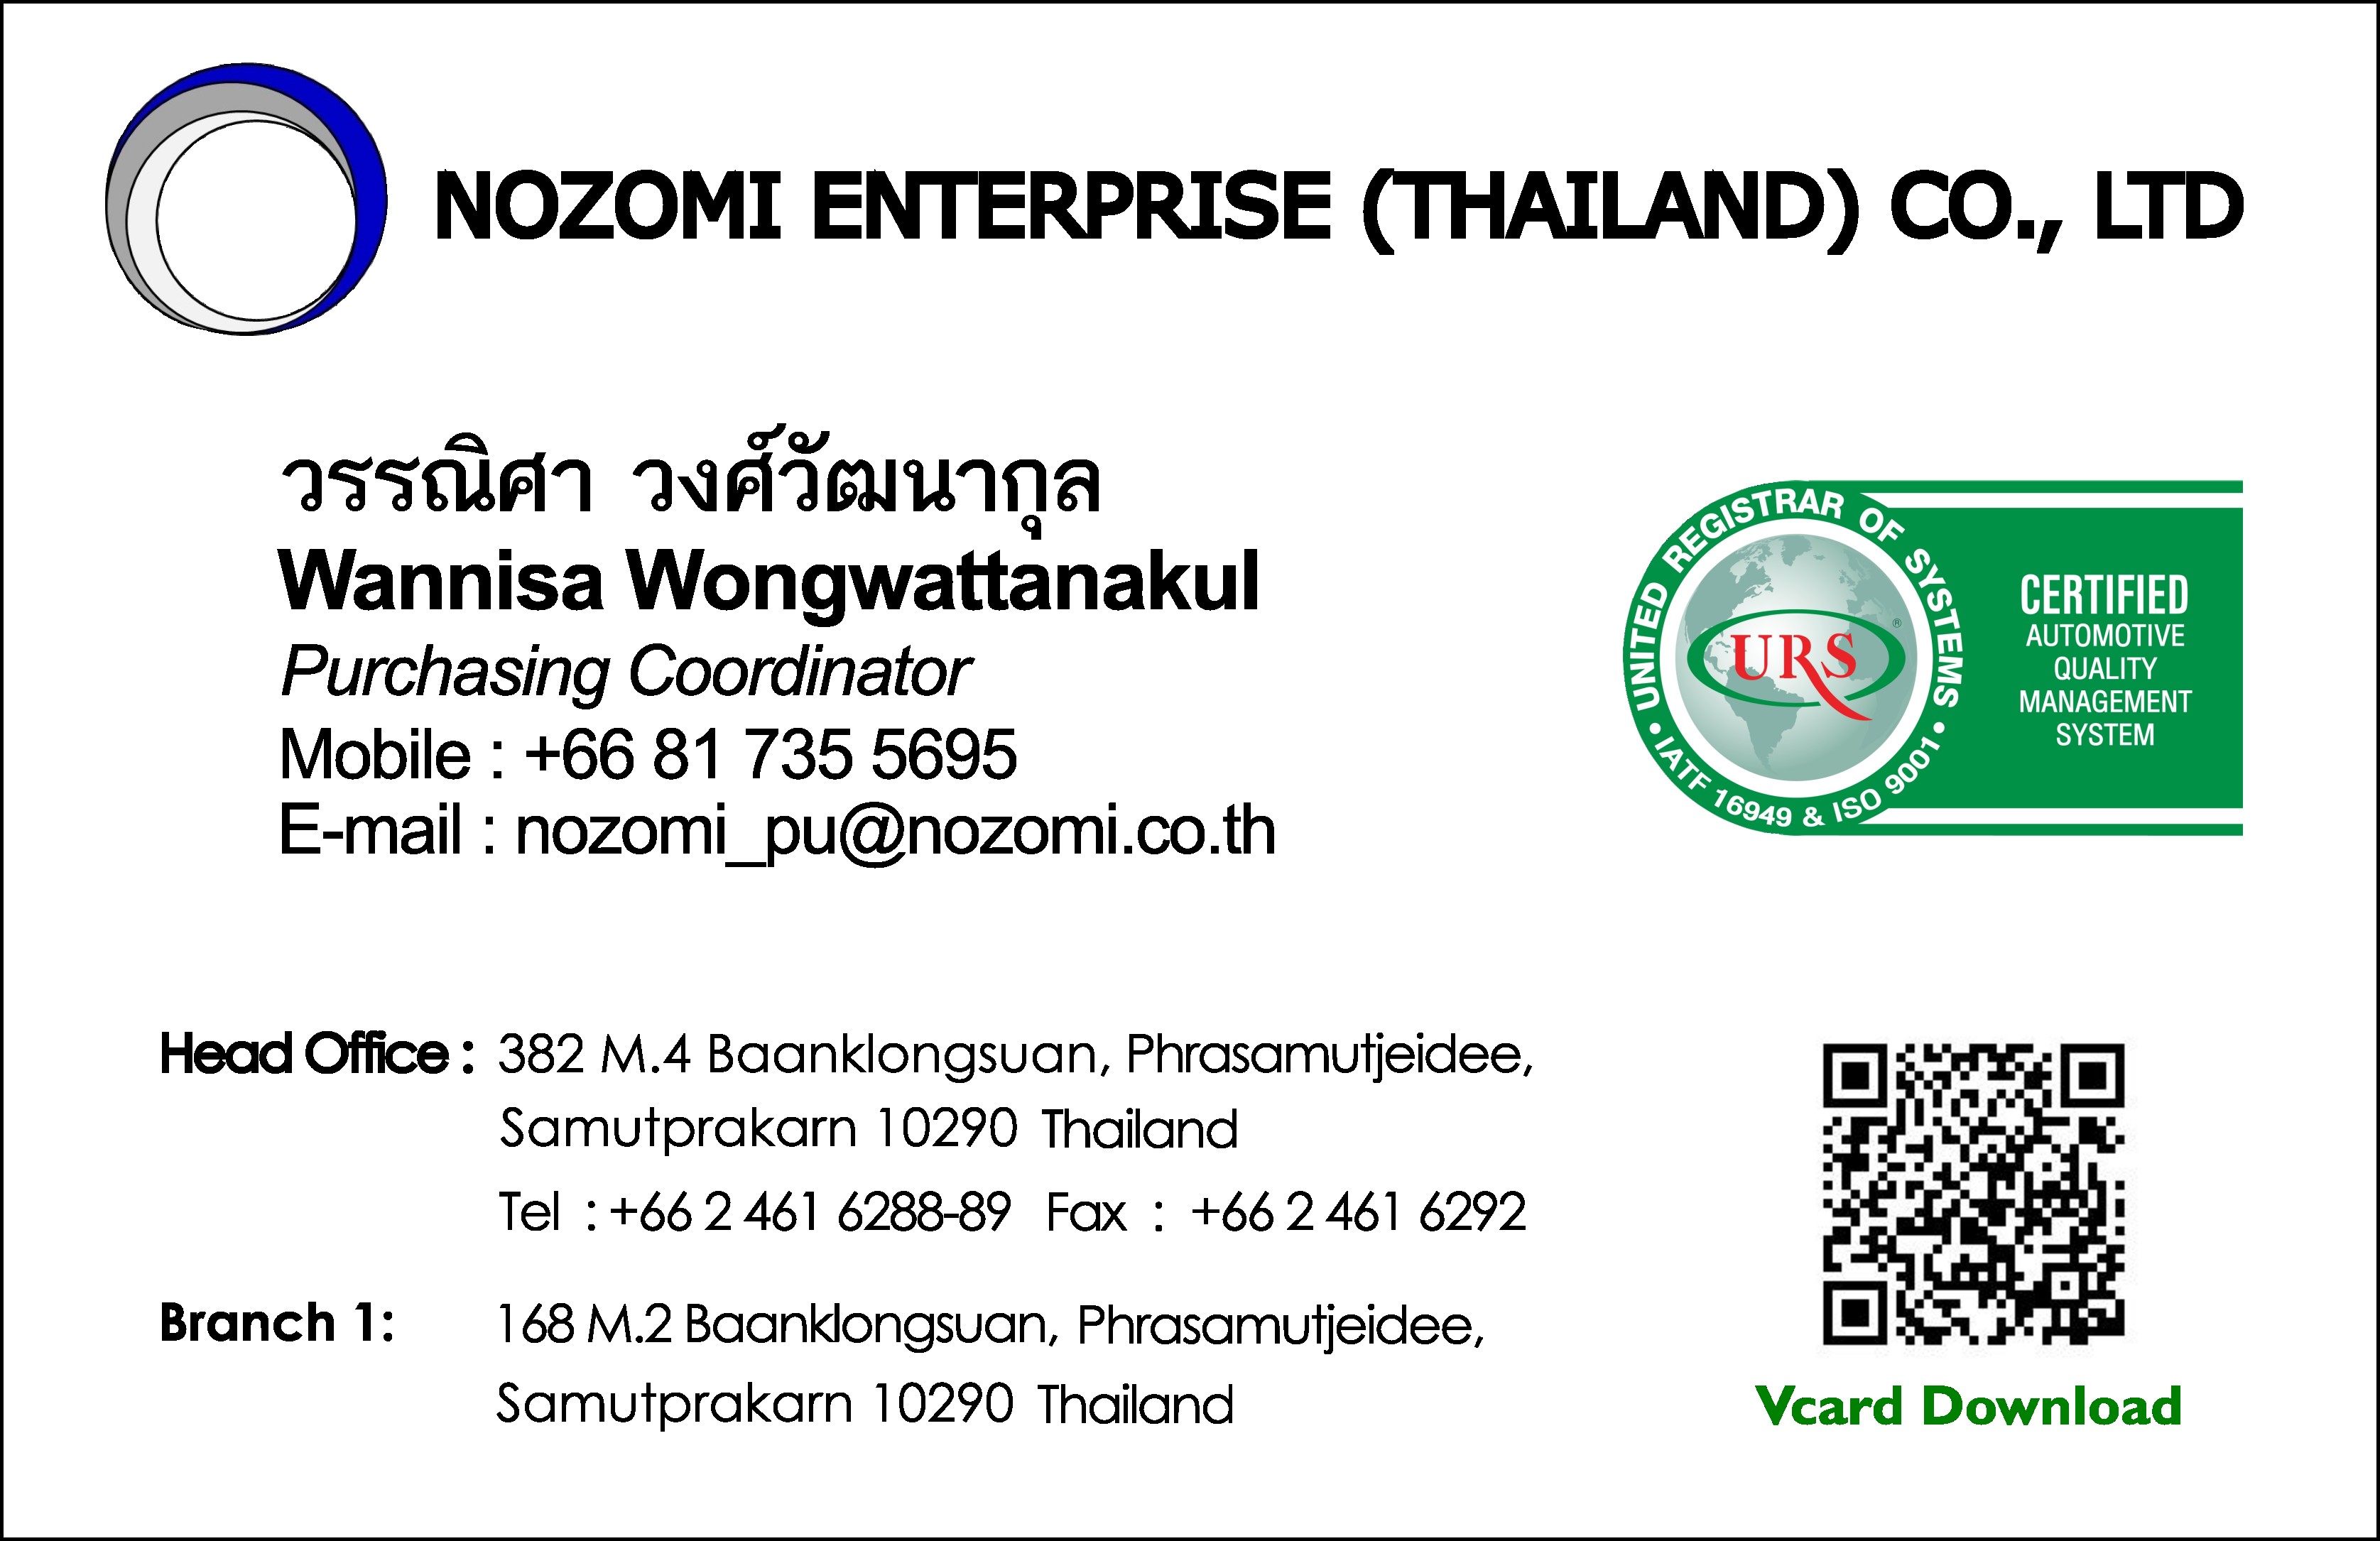 NOZOMI ENTERPRISE (THAILAND) CO., LTD
วรรณิศา วงศ์วัฒนากุล
Wannisa Wongwattanakul
Purchasing Coordinator
Mobile : +66 81 735 5695
E-mail : nozomi_pu@nozomi.co.th
• UNITED REGISTRAR OF SYSTEMS •
IATF 16949 & ISO 9001
URS®
CERTIFIED
AUTOMOTIVE
QUALITY
MANAGEMENT
SYSTEM
Head Office : 382 M.4 Baanklongsuan, Phrasamutjeidee,
Samutprakarn 10290 Thailand
Tel : +66 2 461 6288-89 Fax : +66 2 461 6292
Branch 1: 168 M.2 Baanklongsuan, Phrasamutjeidee,
Samutprakarn 10290 Thailand
Vcard Download